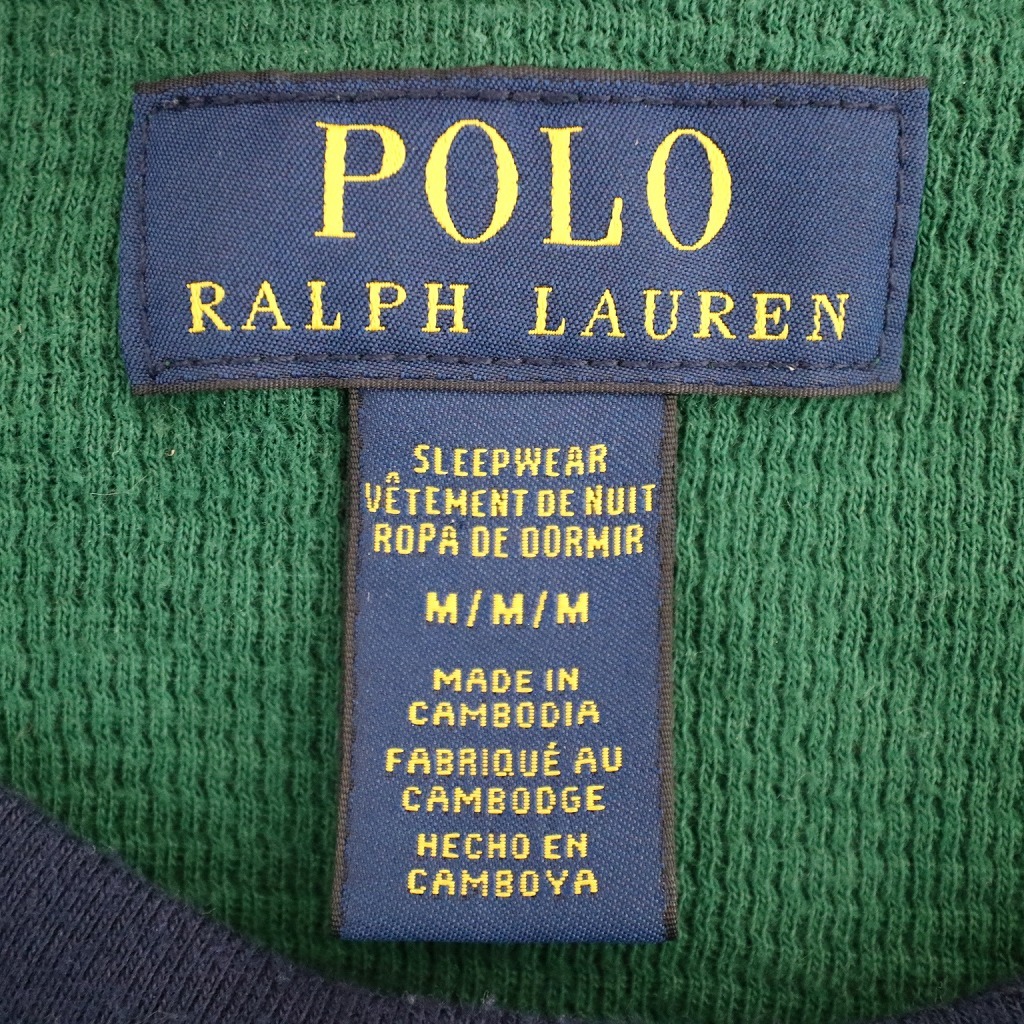 POLO
RALPH LAUREN
SLEEPWEAR
VÊTEMENT DE NUIT
ROPA DE DORMIR
M/M/M
MADE IN
CAMBODIA
FABRIQUÉ AU
CAMBODGE
HECHO EN
CAMBOYA